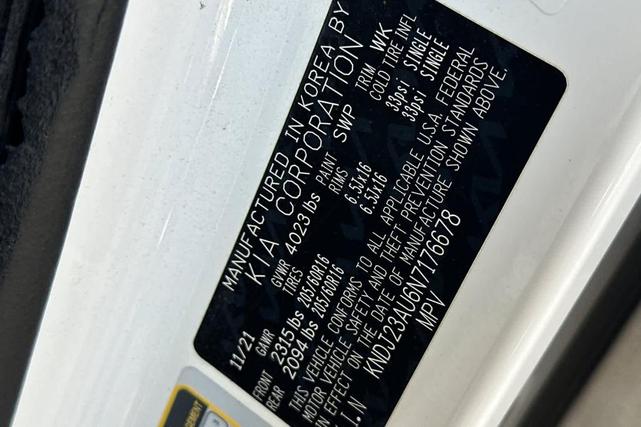 MANUFACTURED IN KOREA BY
KIA CORPORATION
11/21 GVWR 4023 lbs PAINT SWP TRIM WK
GAWR TIRES RIMS COLD TIRE INFL
FRONT 2315 lbs 205/60R16 6.5Jx16 33psi SINGLE
REAR 2094 lbs 205/60R16 6.5Jx16 33psi SINGLE
THIS VEHICLE CONFORMS TO ALL APPLICABLE U.S.A. FEDERAL
MOTOR VEHICLE SAFETY AND THEFT PREVENTION STANDARDS
IN EFFECT ON THE DATE OF MANUFACTURE SHOWN ABOVE.
I.N KNDJ23AU6N7176678
MPV